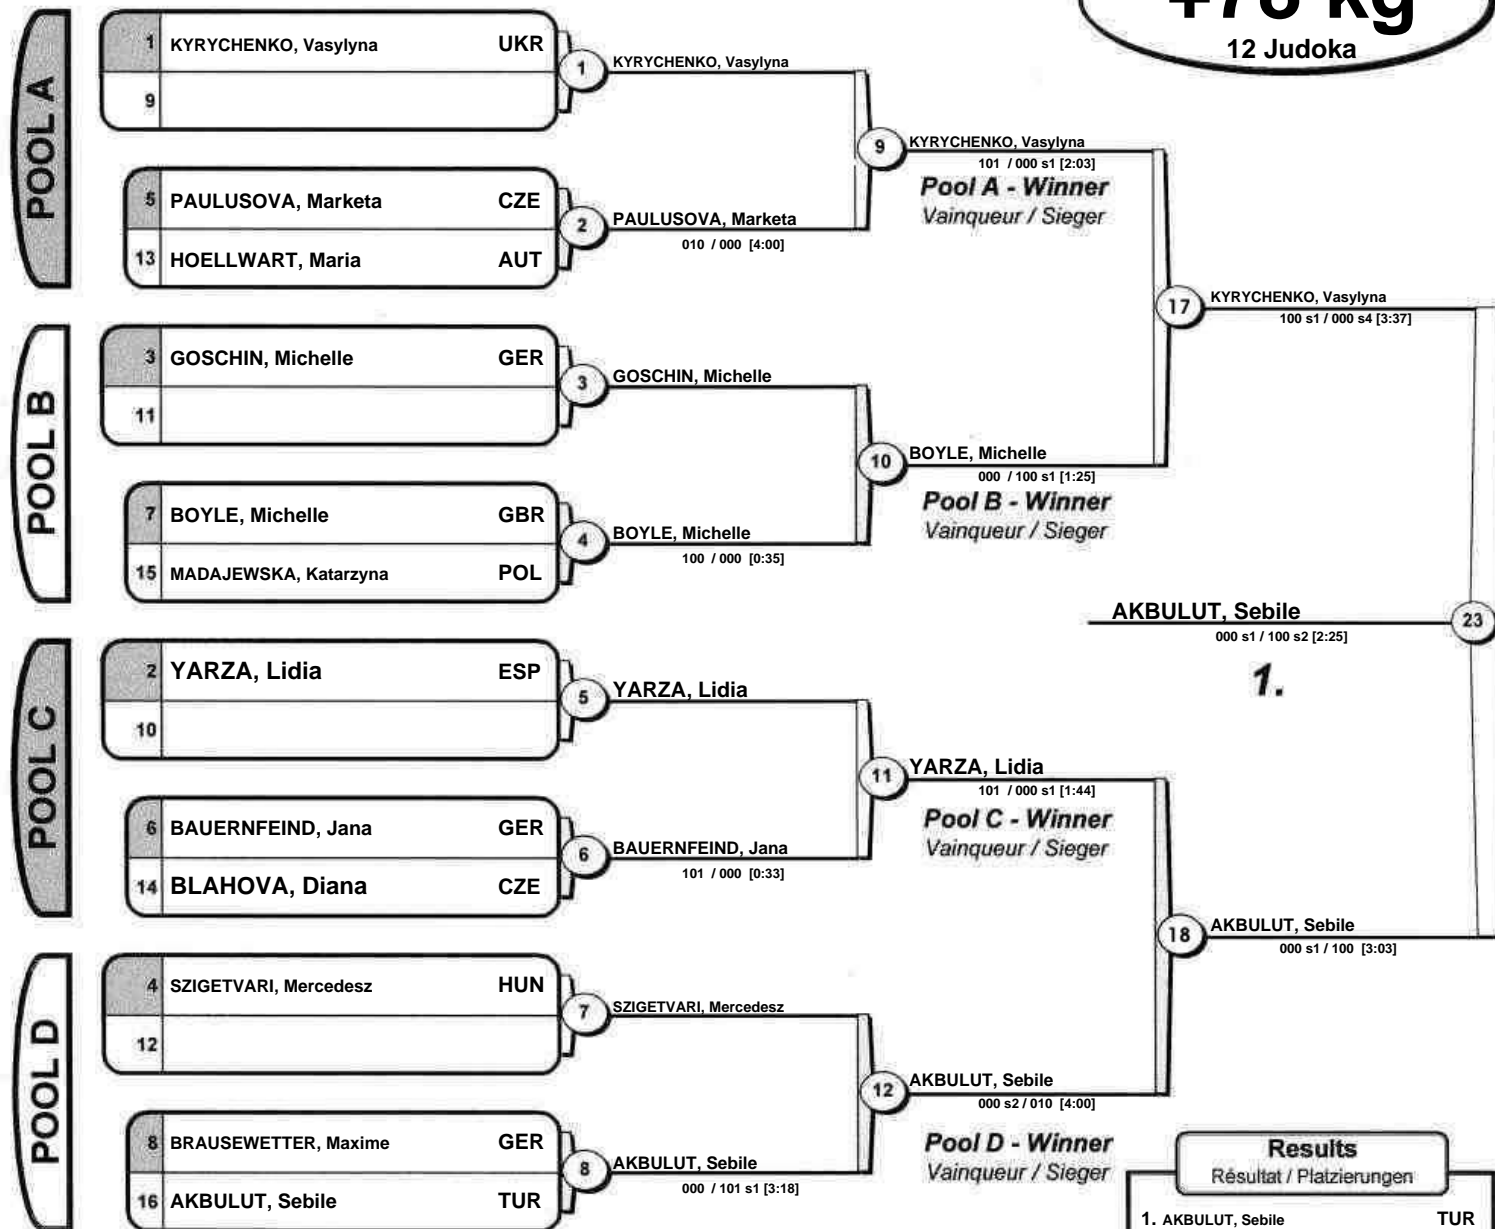 +78 kg
12 Judoka
POOL A
1 KYRYCHENKO, Vasylyna UKR
9
5 PAULUSOVA, Marketa CZE
13 HOELLWART, Maria AUT
1 KYRYCHENKO, Vasylyna
2 PAULUSOVA, Marketa
010 / 000 [4:00]
9 KYRYCHENKO, Vasylyna
101 / 000 s1 [2:03]
Pool A - Winner
Vainqueur / Sieger
POOL B
3 GOSCHIN, Michelle GER
11
7 BOYLE, Michelle GBR
15 MADAJEWSKA, Katarzyna POL
3 GOSCHIN, Michelle
4 BOYLE, Michelle
100 / 000 [0:35]
10 BOYLE, Michelle
000 / 100 s1 [1:25]
Pool B - Winner
Vainqueur / Sieger
17 KYRYCHENKO, Vasylyna
100 s1 / 000 s4 [3:37]
AKBULUT, Sebile 23
000 s1 / 100 s2 [2:25]
1.
POOL C
2 YARZA, Lidia ESP
10
6 BAUERNFEIND, Jana GER
14 BLAHOVA, Diana CZE
5 YARZA, Lidia
6 BAUERNFEIND, Jana
101 / 000 [0:33]
11 YARZA, Lidia
101 / 000 s1 [1:44]
Pool C - Winner
Vainqueur / Sieger
POOL D
4 SZIGETVARI, Mercedesz HUN
12
8 BRAUSEWETTER, Maxime GER
16 AKBULUT, Sebile TUR
7 SZIGETVARI, Mercedesz
8 AKBULUT, Sebile
000 / 101 s1 [3:18]
12 AKBULUT, Sebile
000 s2 / 010 [4:00]
Pool D - Winner
Vainqueur / Sieger
18 AKBULUT, Sebile
000 s1 / 100 [3:03]
Results
Résultat / Platzierungen
1. AKBULUT, Sebile TUR